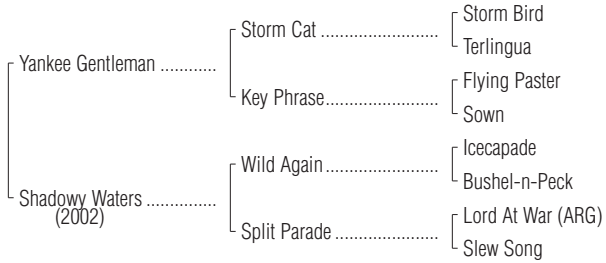 Storm Bird
Storm Cat ........................
Terlingua
Yankee Gentleman ............
Flying Paster
Key Phrase.......................
Sown
Icecapade
Wild Again.......................
Bushel-n-Peck
Shadowy Waters ...............
(2002)
Lord At War (ARG)
Split Parade .....................
Slew Song